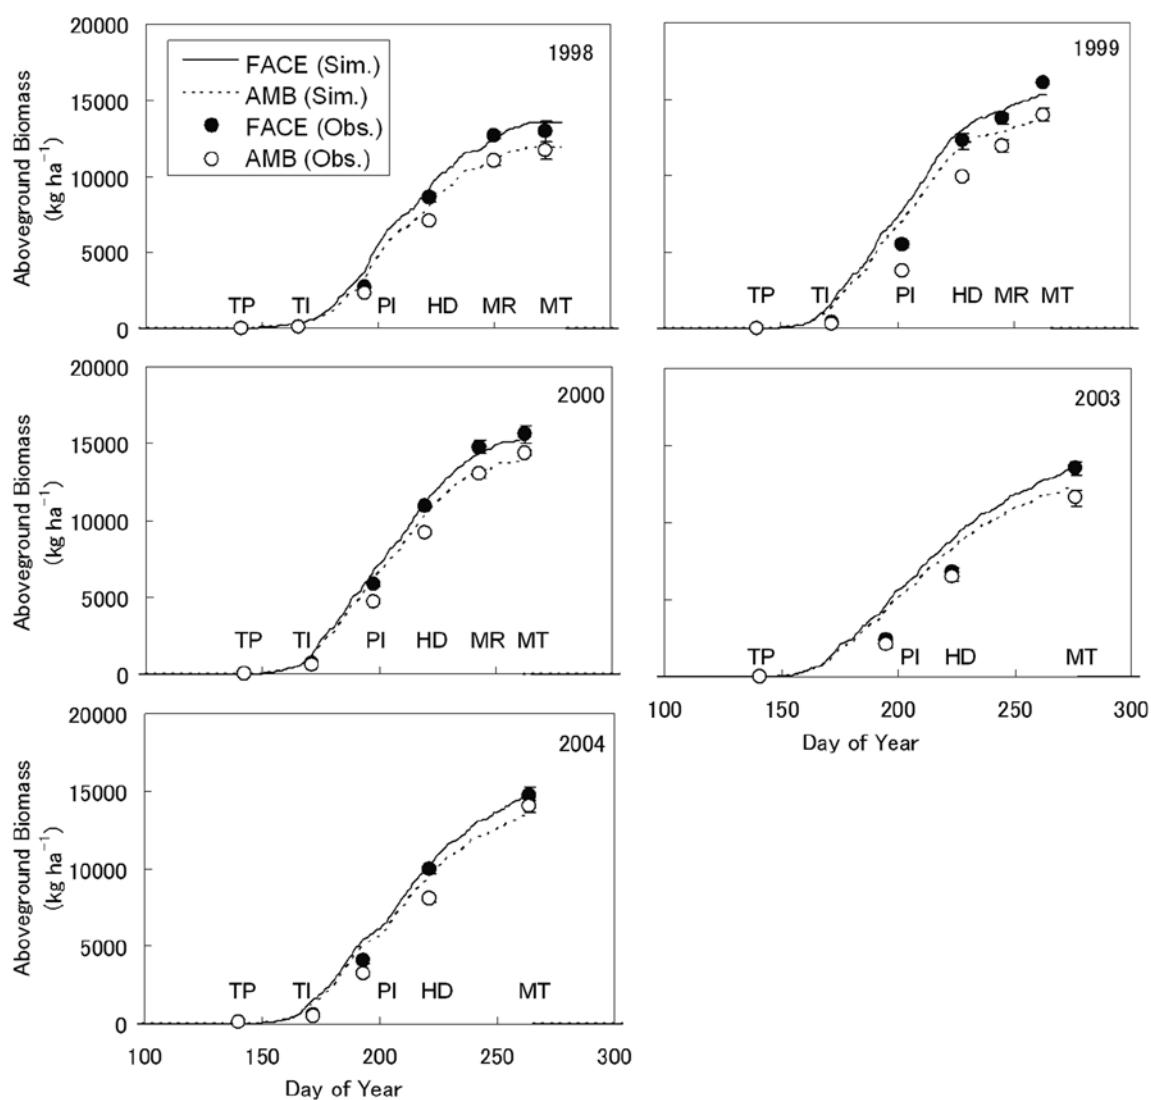 20000
15000
10000
5000
0
Aboveground Biomass
(kg ha⁻¹)
FACE (Sim.)
AMB (Sim.)
FACE (Obs.)
AMB (Obs.)
1998
TP TI PI HD MR MT
1999
TP TI PI HD MR MT
20000
15000
10000
5000
0
Aboveground Biomass
(kg ha⁻¹)
2000
TP TI PI HD MR MT
2003
TP PI HD MT
100 150 200 250 300
Day of Year
20000
15000
10000
5000
0
Aboveground Biomass
(kg ha⁻¹)
2004
TP TI PI HD MT
100 150 200 250 300
Day of Year